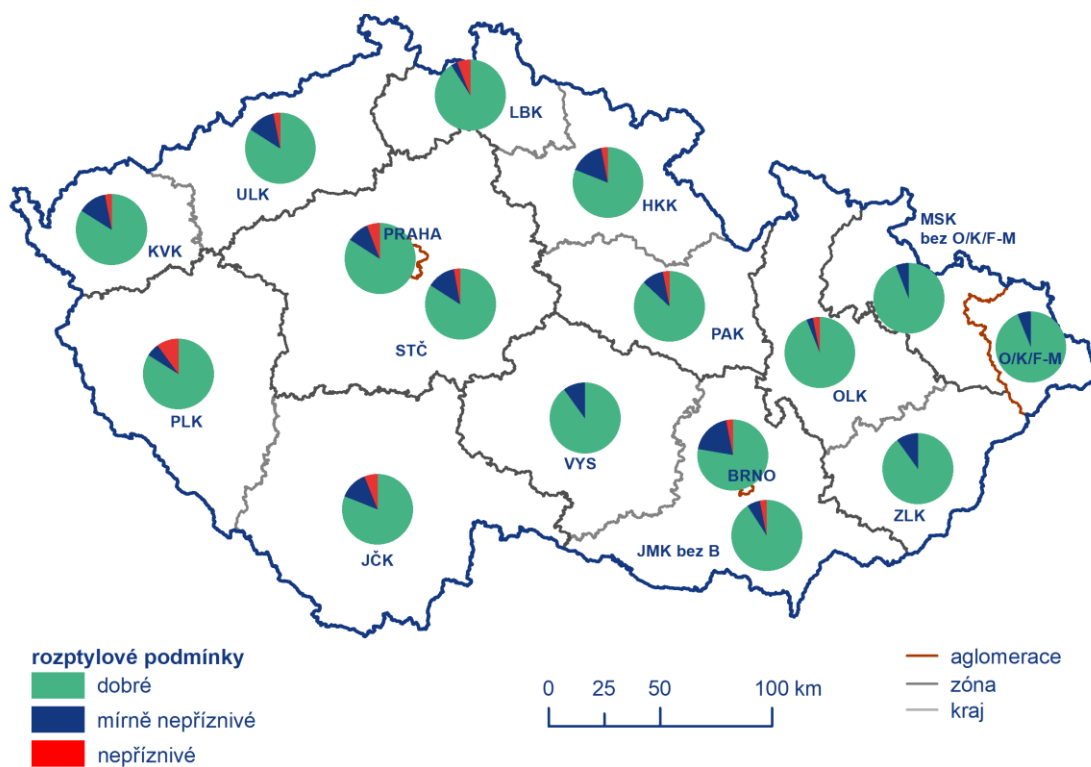 LBK
ULK
HKK
MSK
bez O/K/F-M
PRAHA
KVK
STČ
PAK
O/K/F-M
OLK
PLK
VYS
BRNO
ZLK
JČK
JMK bez B
rozptylové podmínky
dobré
mírně nepříznivé
nepříznivé
0 25 50 100 km
aglomerace
zóna
kraj